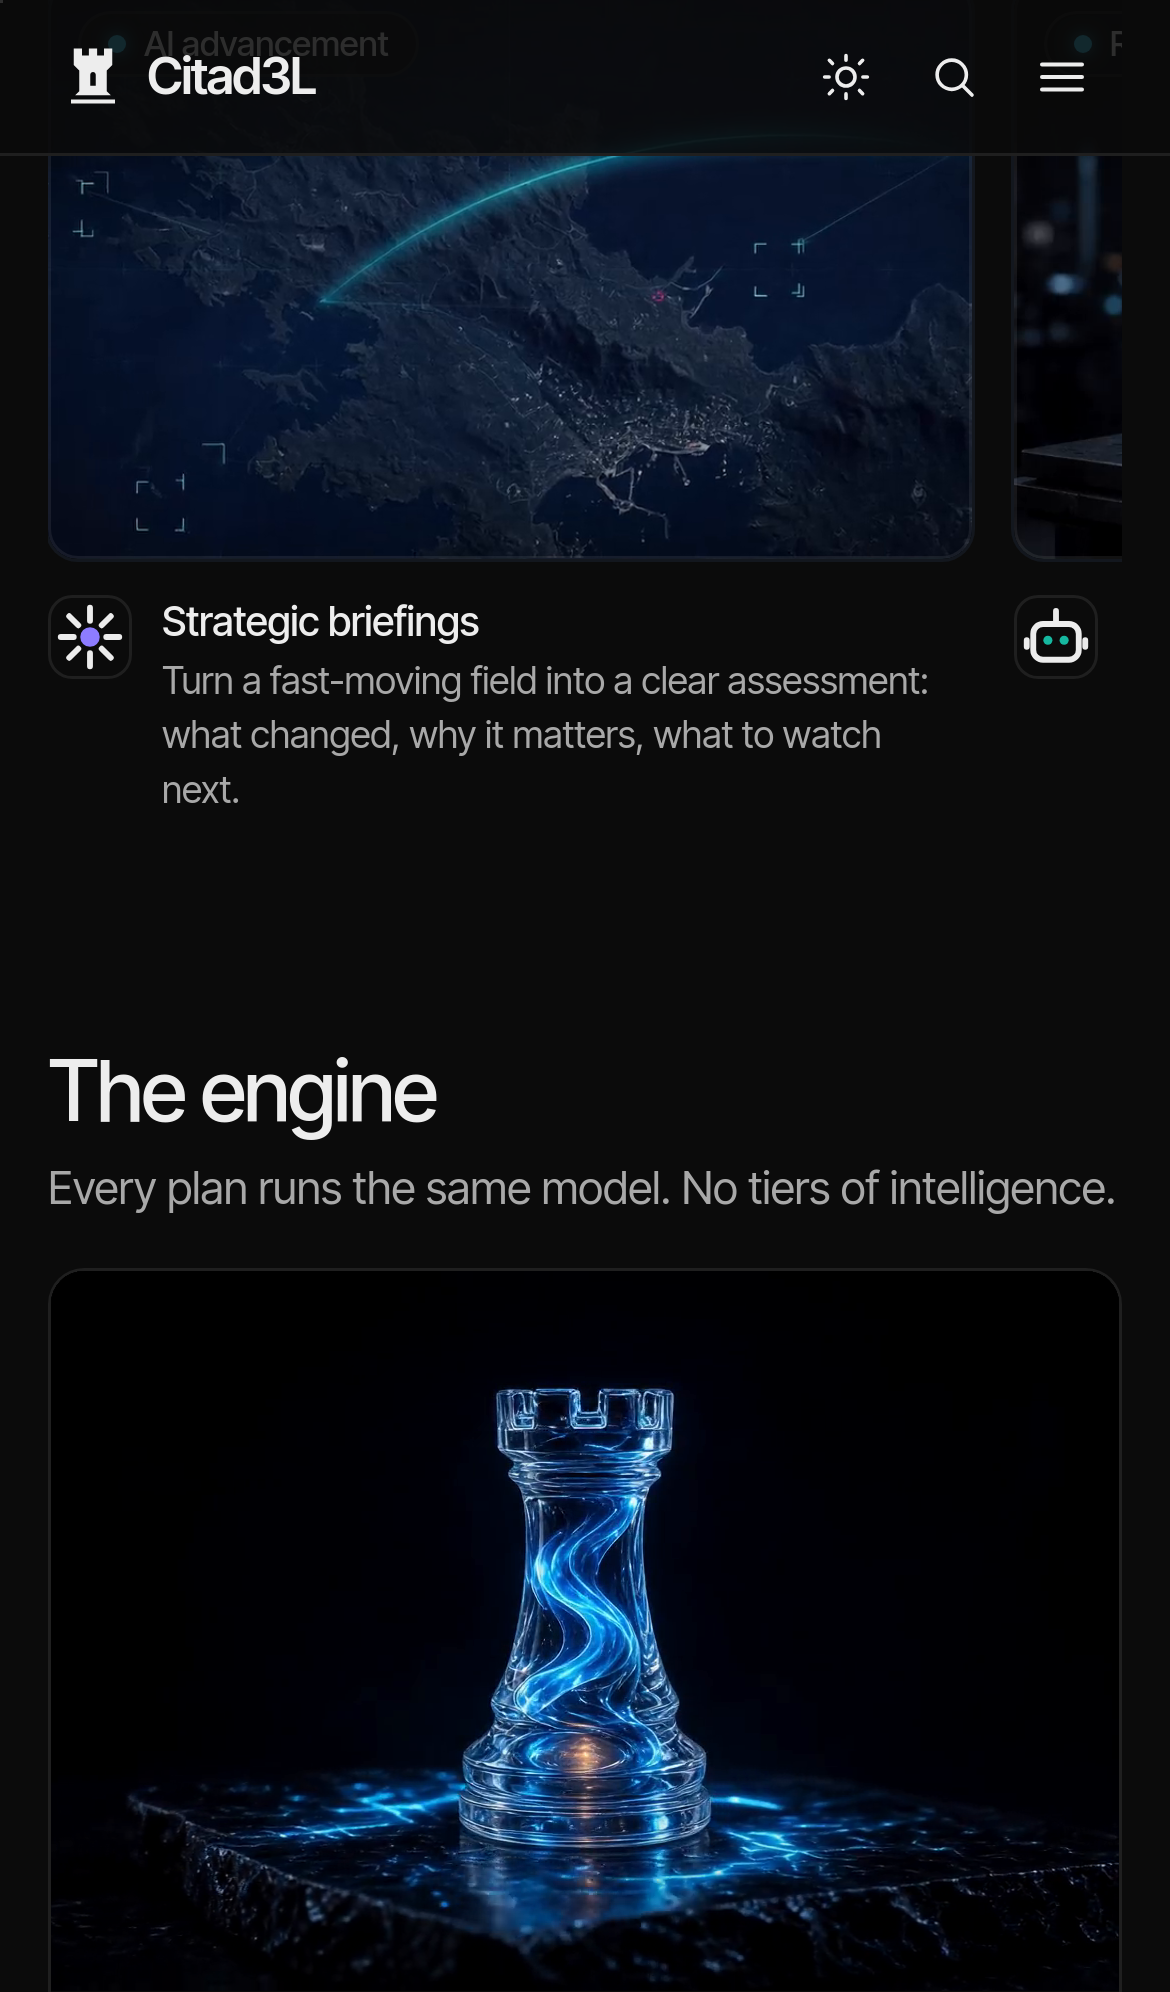 AI advancement
Citad3L
Strategic briefings
Turn a fast-moving field into a clear assessment:
what changed, why it matters, what to watch
next.
The engine
Every plan runs the same model. No tiers of intelligence.